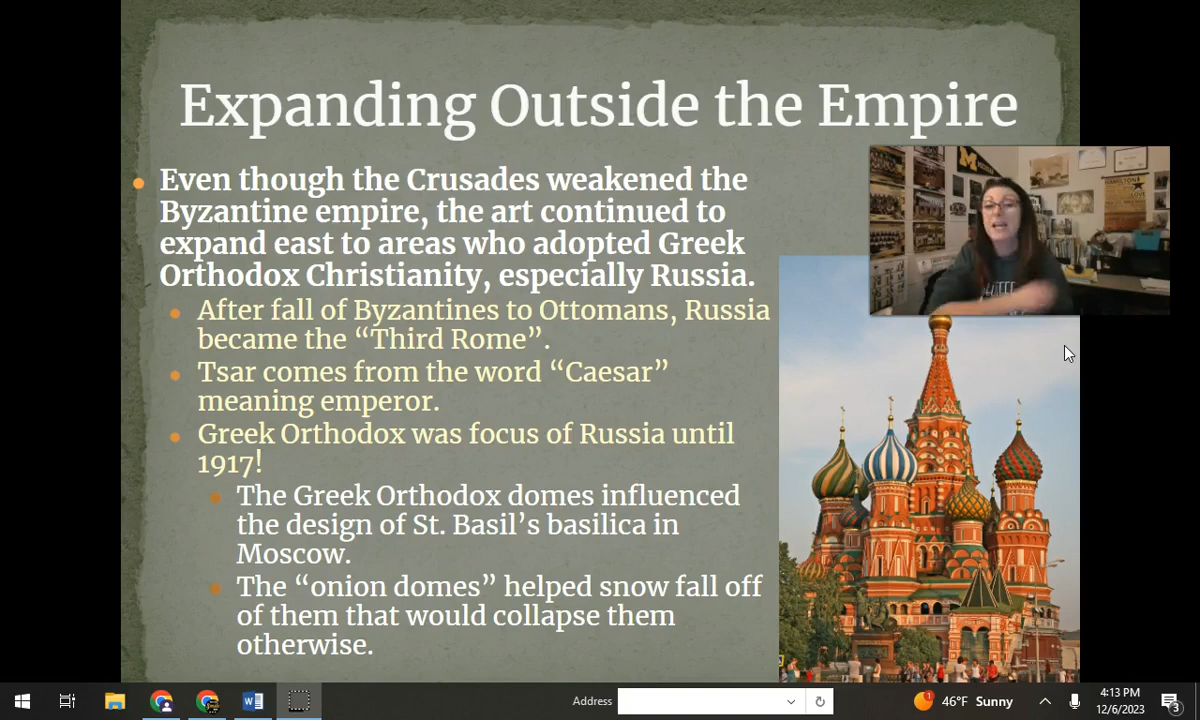 Expanding Outside the Empire
Even though the Crusades weakened the
Byzantine empire, the art continued to
expand east to areas who adopted Greek
Orthodox Christianity, especially Russia.
After fall of Byzantines to Ottomans, Russia
became the “Third Rome”.
Tsar comes from the word “Caesar”
meaning emperor.
Greek Orthodox was focus of Russia until
1917!
The Greek Orthodox domes influenced
the design of St. Basil’s basilica in
Moscow.
The “onion domes” helped snow fall off
of them that would collapse them
otherwise.
M
HAMILTON
Address
1
46°F Sunny
4:13 PM
12/6/2023
3